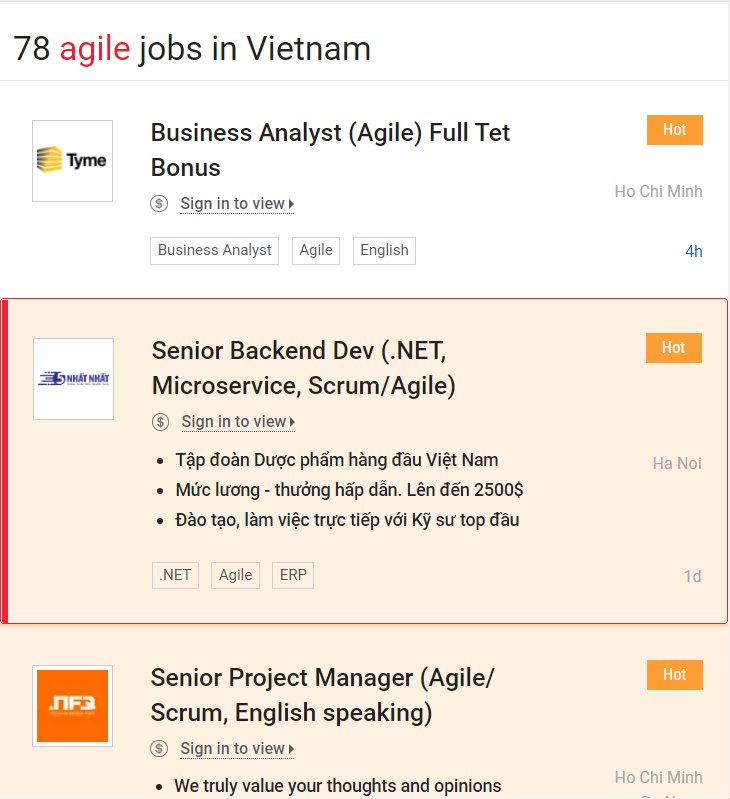 78 agile jobs in Vietnam
Tyme
Business Analyst (Agile) Full Tet
Bonus
Hot
Ho Chi Minh
$ Sign in to view
Business Analyst Agile English
4h
NHẤT NHẤT
Senior Backend Dev (.NET,
Microservice, Scrum/Agile)
Hot
$ Sign in to view
• Tập đoàn Dược phẩm hàng đầu Việt Nam
Ha Noi
• Mức lương - thưởng hấp dẫn. Lên đến 2500$
• Đào tạo, làm việc trực tiếp với Kỹ sư top đầu
.NET Agile ERP
1d
.NFQ
Senior Project Manager (Agile/
Scrum, English speaking)
Hot
$ Sign in to view
Ho Chi Minh
• We truly value your thoughts and opinions